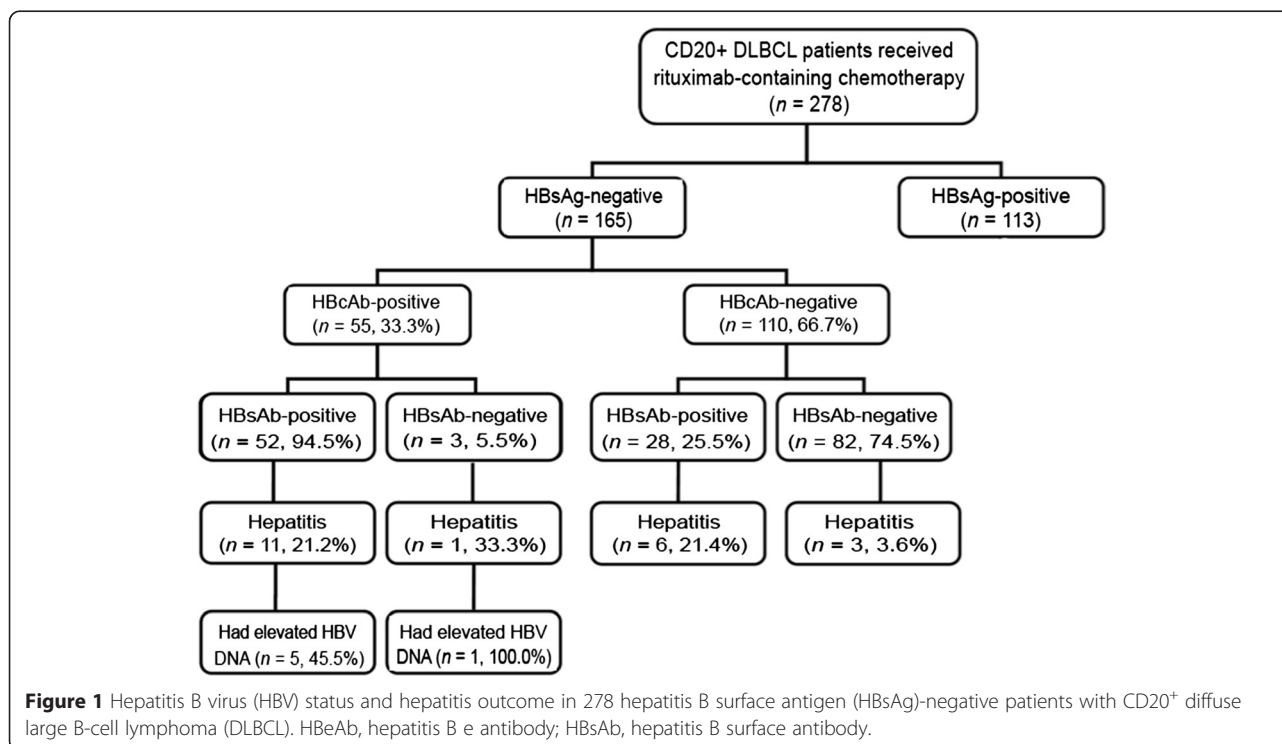 CD20+ DLBCL patients received
rituximab-containing chemotherapy
(n = 278)
HBsAg-negative
(n = 165)
HBsAg-positive
(n = 113)
HBcAb-positive
(n = 55, 33.3%)
HBcAb-negative
(n = 110, 66.7%)
HBsAb-positive
(n = 52, 94.5%)
HBsAb-negative
(n = 3, 5.5%)
HBsAb-positive
(n = 28, 25.5%)
HBsAb-negative
(n = 82, 74.5%)
Hepatitis
(n = 11, 21.2%)
Hepatitis
(n = 1, 33.3%)
Hepatitis
(n = 6, 21.4%)
Hepatitis
(n = 3, 3.6%)
Had elevated HBV
DNA (n = 5, 45.5%)
Had elevated HBV
DNA (n = 1, 100.0%)
Figure 1 Hepatitis B virus (HBV) status and hepatitis outcome in 278 hepatitis B surface antigen (HBsAg)-negative patients with CD20⁺ diffuse
large B-cell lymphoma (DLBCL). HBeAb, hepatitis B e antibody; HBsAb, hepatitis B surface antibody.